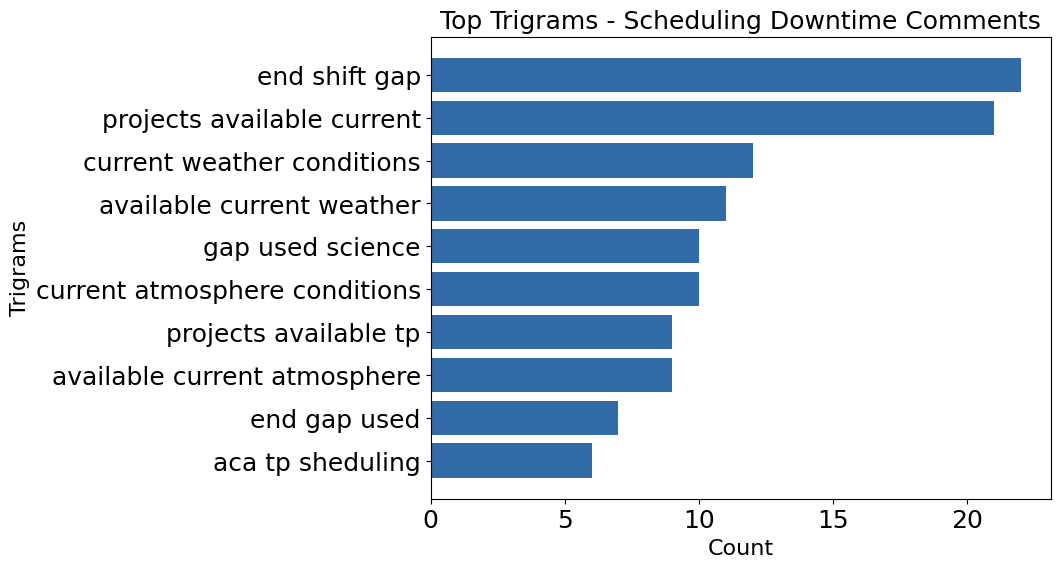 Top Trigrams - Scheduling Downtime Comments
end shift gap
projects available current
current weather conditions
available current weather
gap used science
current atmosphere conditions
projects available tp
available current atmosphere
end gap used
aca tp sheduling
Trigrams
0 5 10 15 20
Count